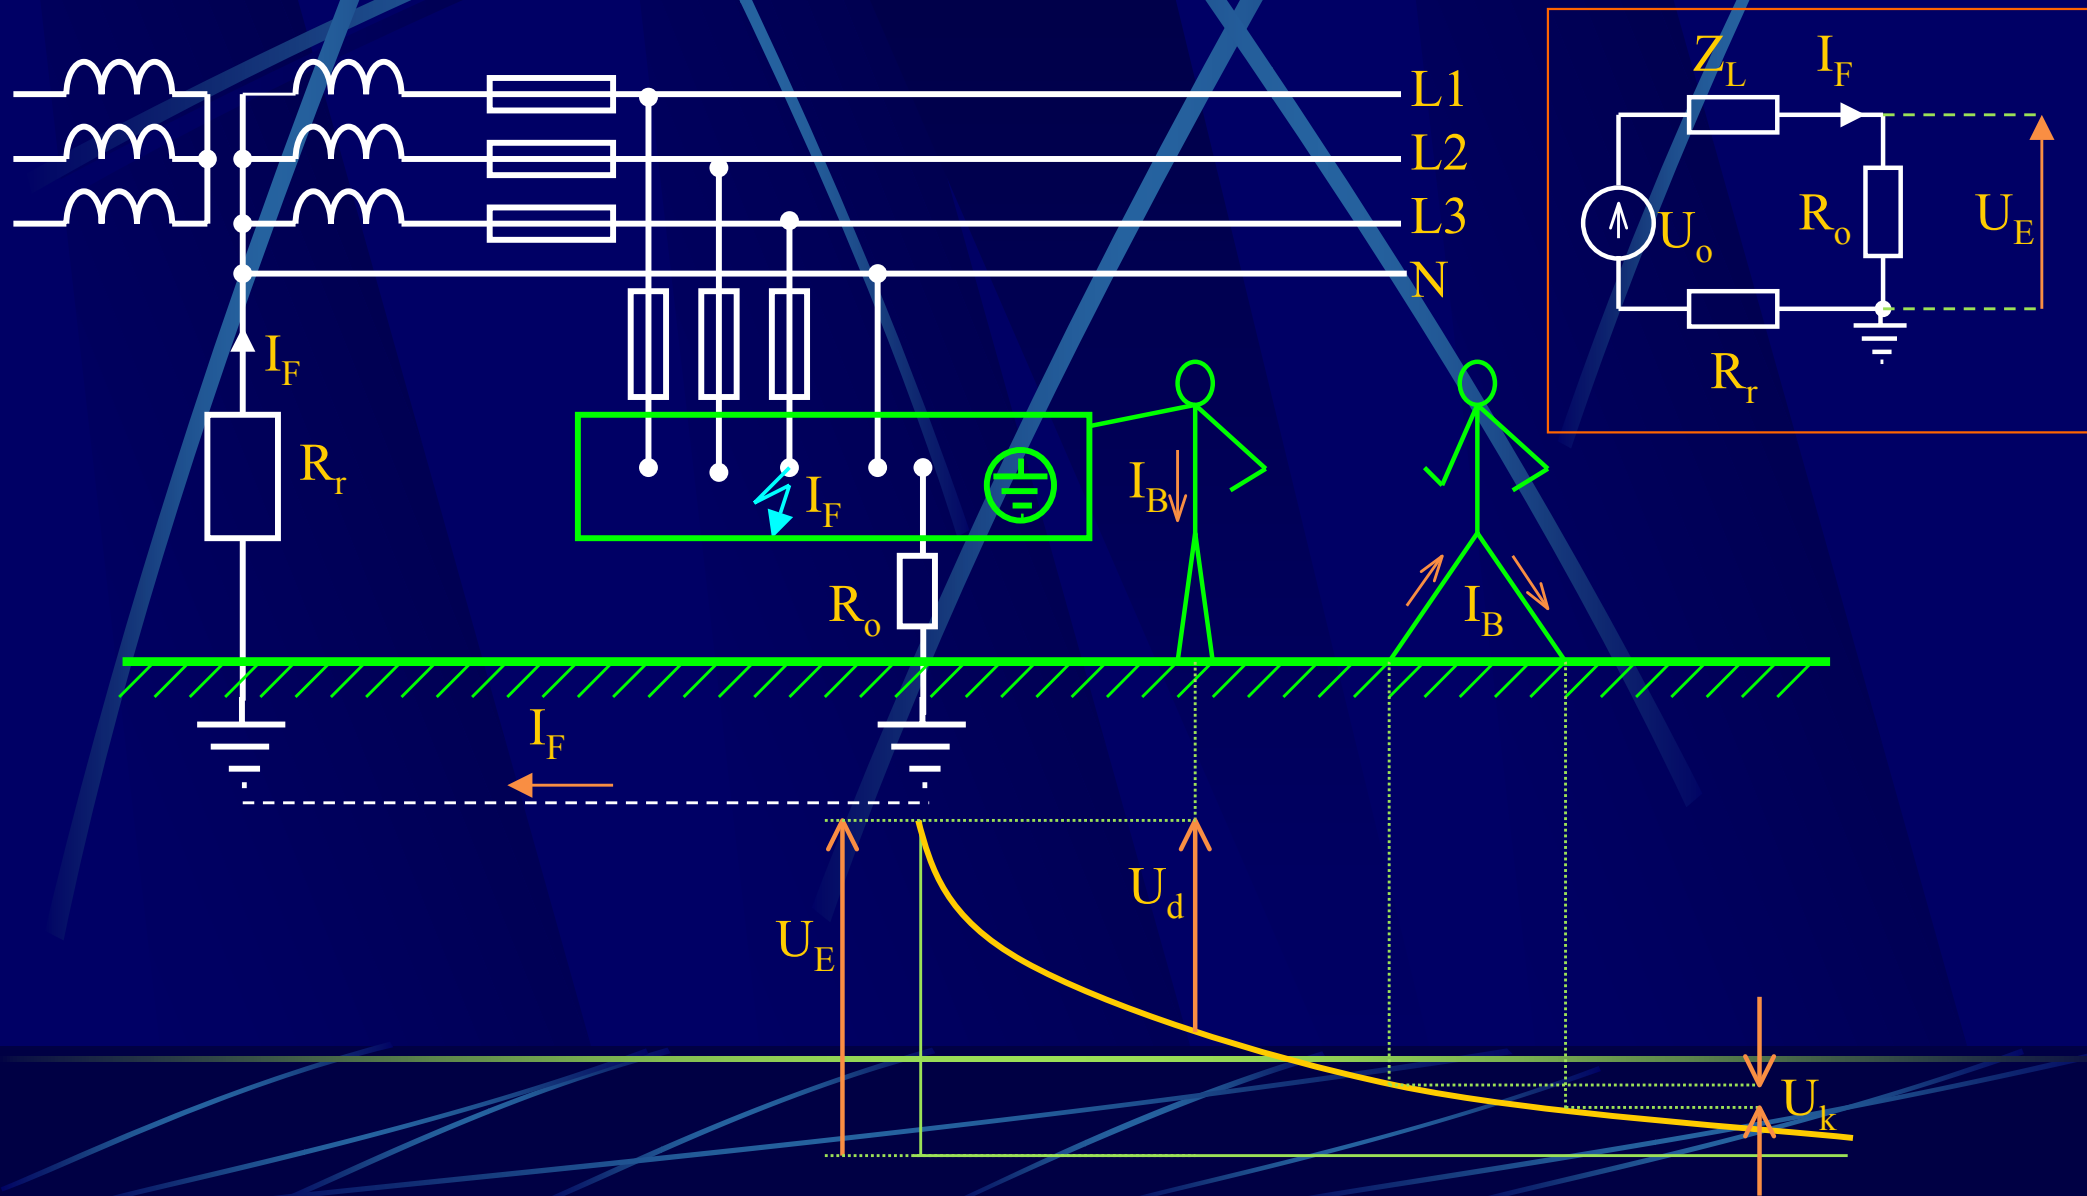 L1
L2
L3
N
Z_L
I_F
U_o
R_o
U_E
R_r
I_F
R_r
I_F
R_o
I_B
I_B
I_F
U_E
U_d
U_k